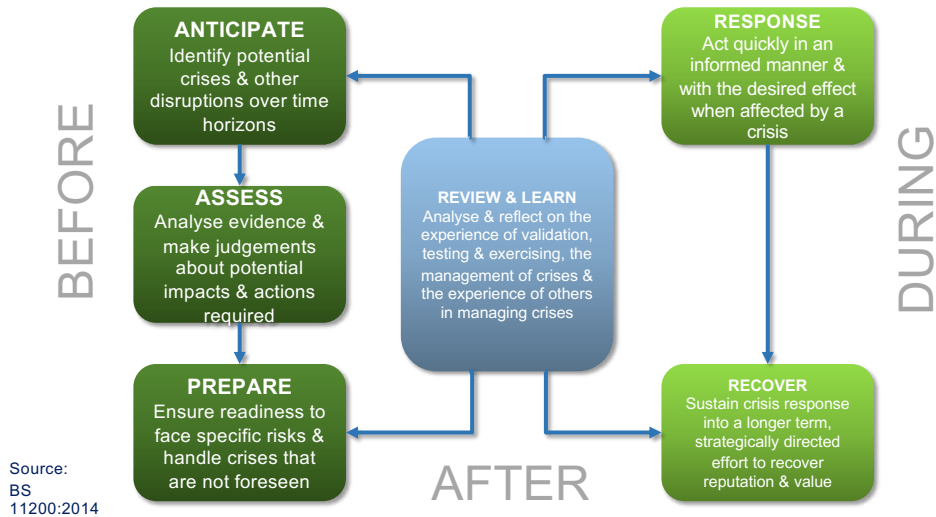 BEFORE
ANTICIPATE
Identify potential
crises & other
disruptions over time
horizons
ASSESS
Analyse evidence &
make judgements
about potential
impacts & actions
required
PREPARE
Ensure readiness to
face specific risks &
handle crises that
are not foreseen
REVIEW & LEARN
Analyse & reflect on the
experience of validation,
testing & exercising, the
management of crises &
the experience of others
in managing crises
AFTER
RESPONSE
Act quickly in an
informed manner &
with the desired effect
when affected by a
crisis
RECOVER
Sustain crisis response
into a longer term,
strategically directed
effort to recover
reputation & value
DURING
Source:
BS
11200:2014